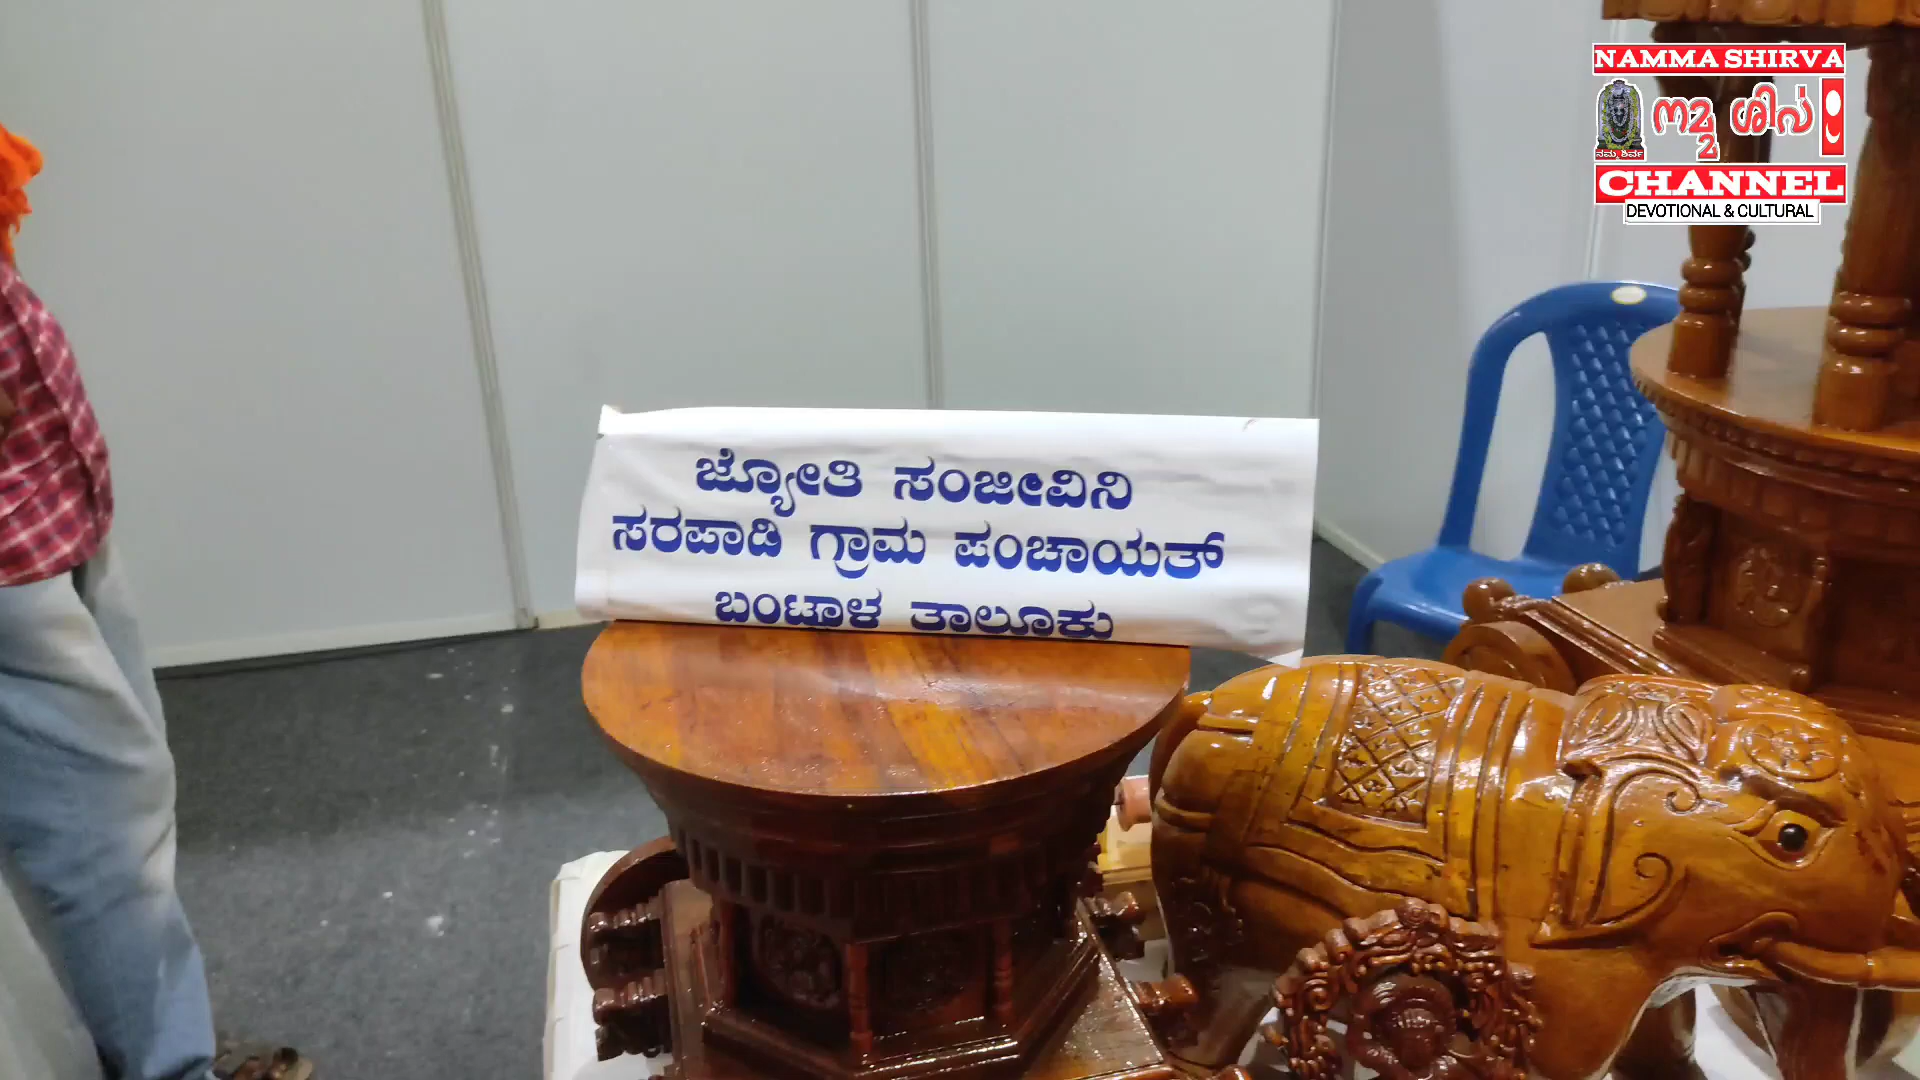 NAMMA SHIRVA
ನಮ್ಮ ಶಿರ್ವ
CHANNEL
DEVOTIONAL & CULTURAL
ಜ್ಯೋತಿ ಸಂಜೀವಿನಿ
ಸರಪಾಡಿ ಗ್ರಾಮ ಪಂಚಾಯತ್
ಬಂಟ್ವಾಳ ತಾಲೂಕು